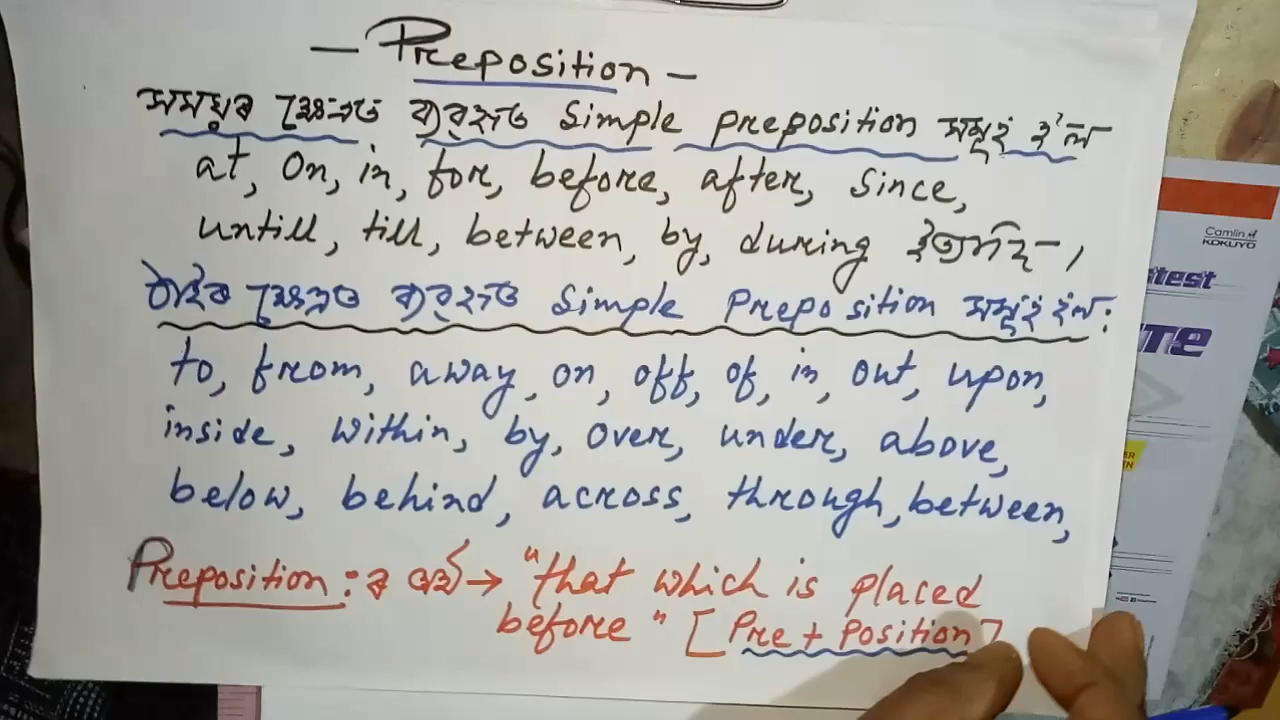 — Preposition —
সময়ৰ ক্ষেত্ৰত ব্যৱহৃত Simple preposition সমূহ হ'ল
at, On, in, for, before, after, Since,
untill, till, between, by, during ইত্যাদি,
ঠাইৰ ক্ষেত্ৰত ব্যৱহৃত Simple Preposition সমূহ হ'ল:
to, from, away, on, off, of, in, out, upon,
inside, within, by, over, under, above,
below, behind, across, through, between,
Preposition: ৰ অৰ্থ → "that which is placed
before" [Pre + Position]
Camlin
KOKUYO